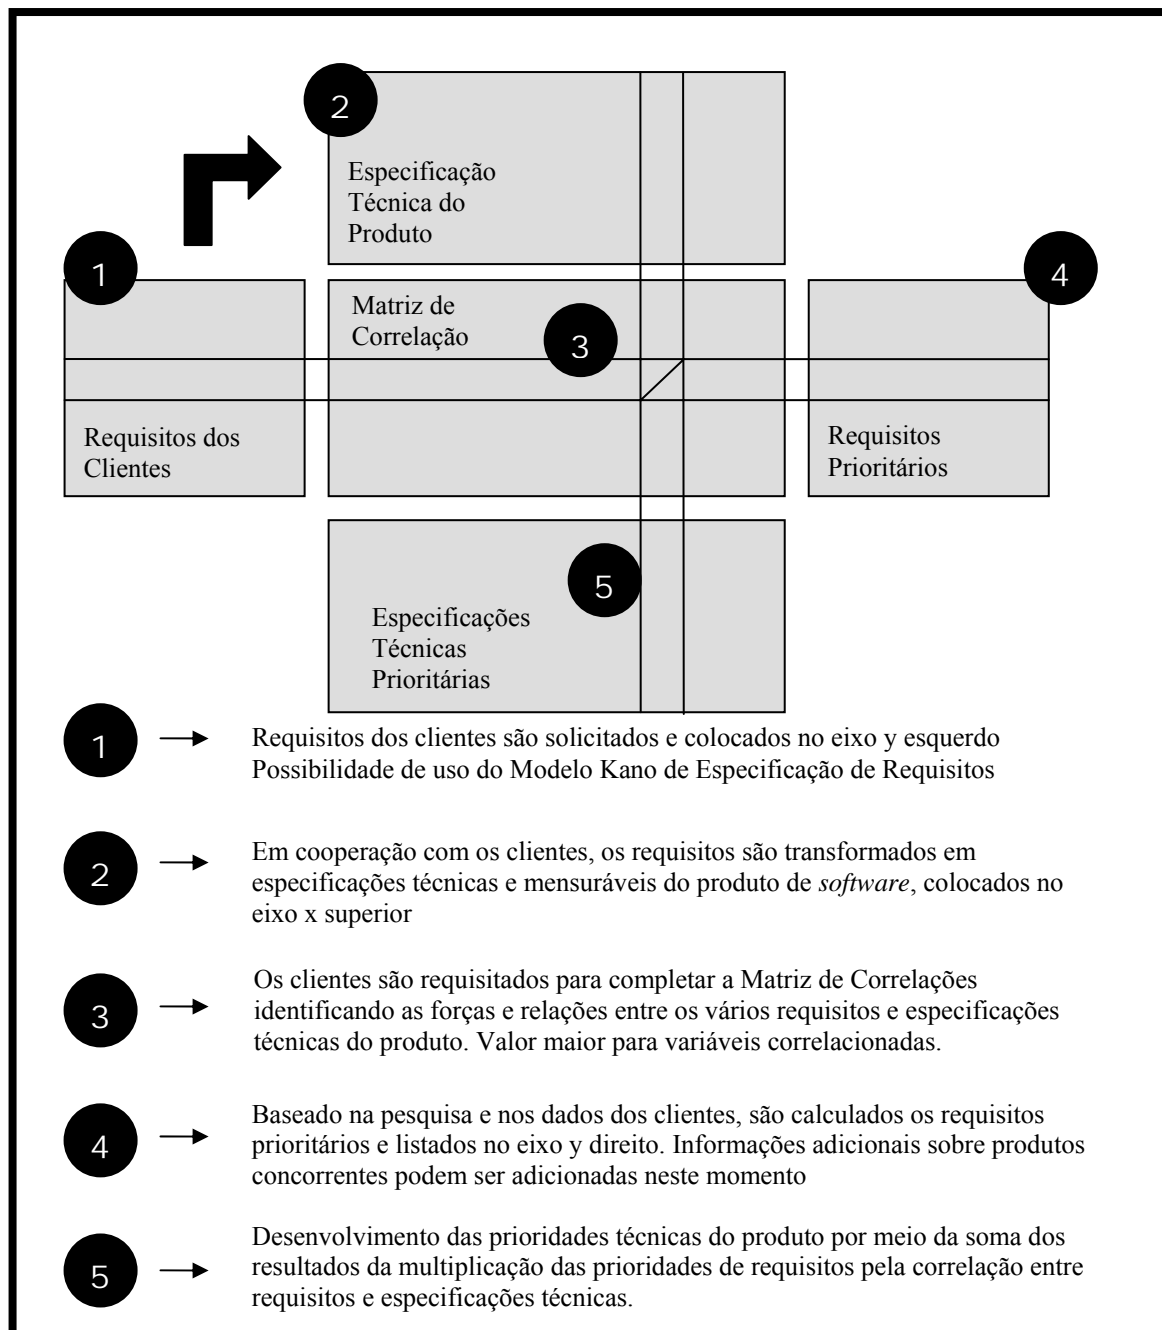 2
Especificação
Técnica do
Produto
1
4
Matriz de
Correlação
3
Requisitos dos
Clientes
Requisitos
Prioritários
5
Especificações
Técnicas
Prioritárias
1
Requisitos dos clientes são solicitados e colocados no eixo y esquerdo
Possibilidade de uso do Modelo Kano de Especificação de Requisitos
2
Em cooperação com os clientes, os requisitos são transformados em
especificações técnicas e mensuráveis do produto de software, colocados no
eixo x superior
3
Os clientes são requisitados para completar a Matriz de Correlações
identificando as forças e relações entre os vários requisitos e especificações
técnicas do produto. Valor maior para variáveis correlacionadas.
4
Baseado na pesquisa e nos dados dos clientes, são calculados os requisitos
prioritários e listados no eixo y direito. Informações adicionais sobre produtos
concorrentes podem ser adicionadas neste momento
5
Desenvolvimento das prioridades técnicas do produto por meio da soma dos
resultados da multiplicação das prioridades de requisitos pela correlação entre
requisitos e especificações técnicas.